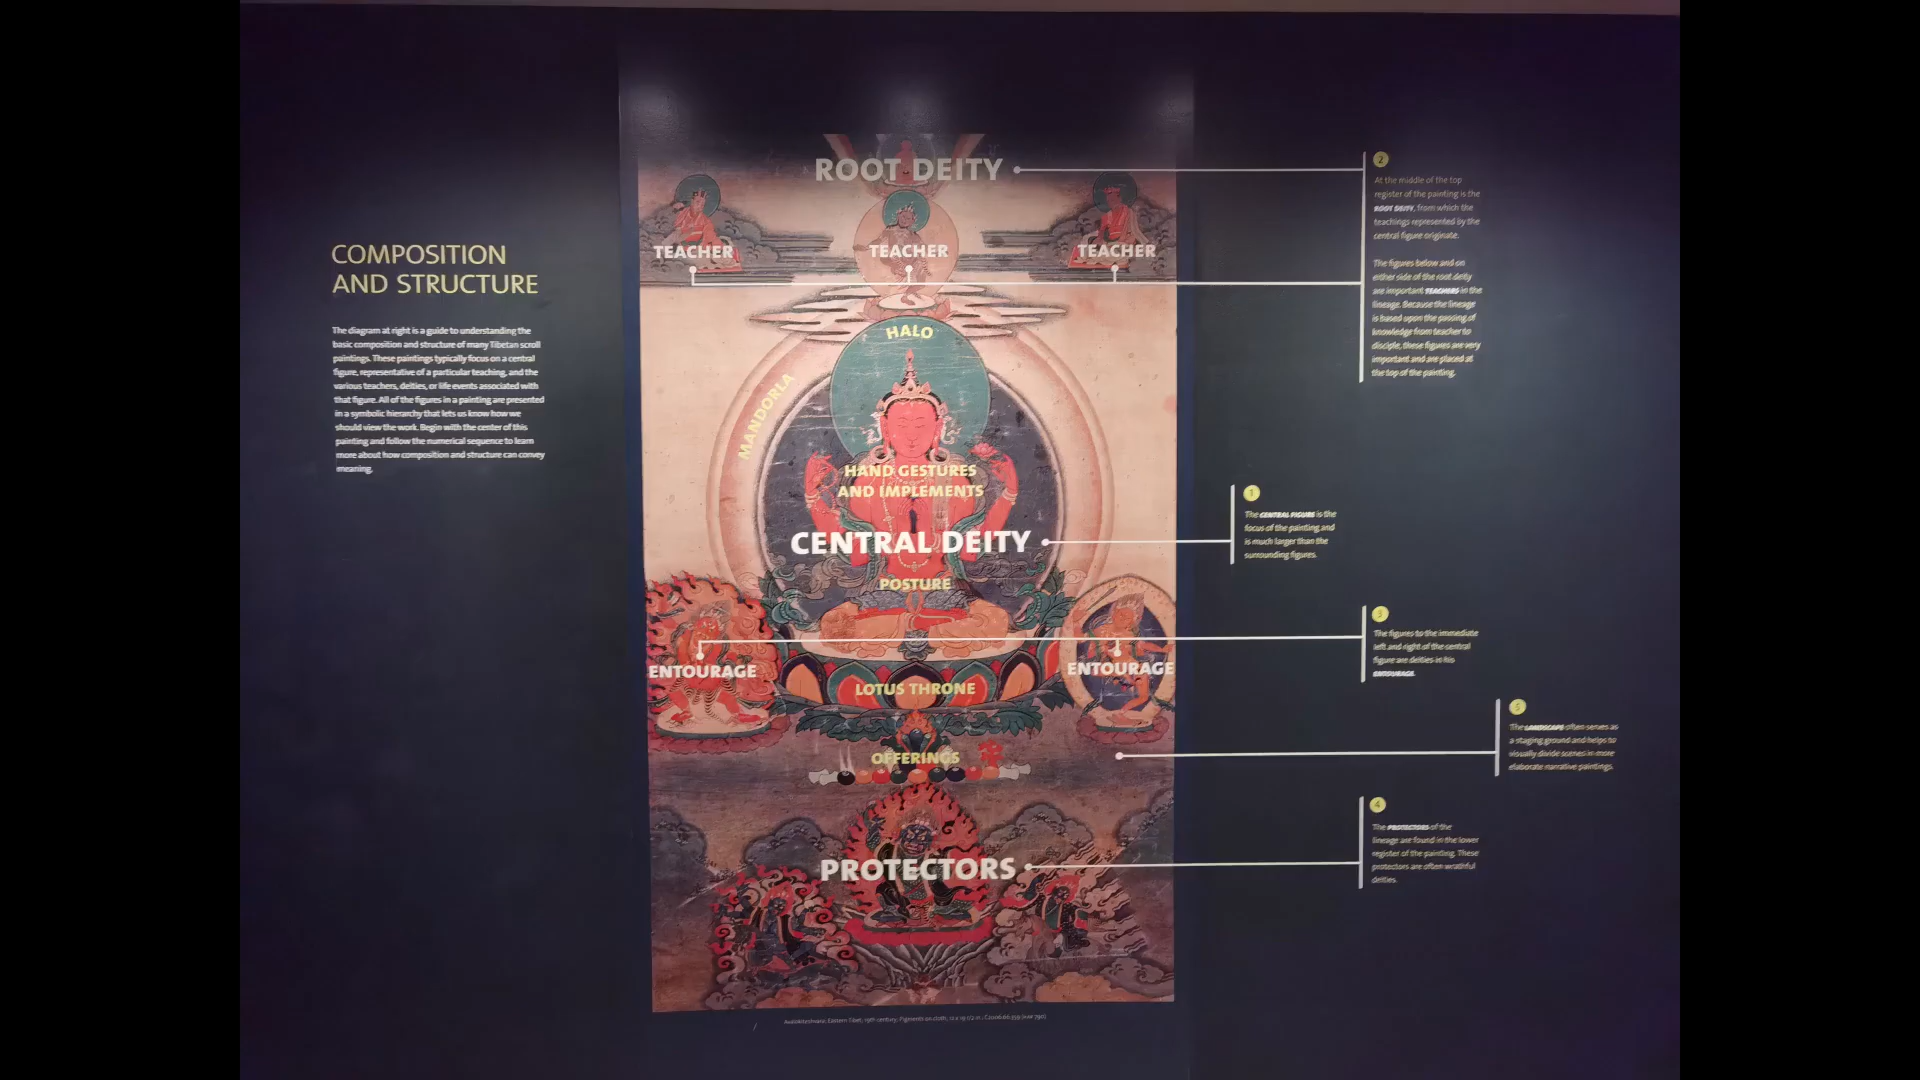 COMPOSITION
AND STRUCTURE
The diagram at right is a guide to understanding the
basic composition and structure of many Tibetan scroll
paintings. These paintings typically focus on a central
figure, representative of a particular teaching, and the
various teachers, deities, or life events associated with
that figure. All of the figures in a painting are presented
in a symbolic hierarchy that lets us know how we
should view the work. Begin with the center of this
painting and follow the numerical sequence to learn
more about how composition and structure can convey
meaning.
ROOT DEITY
TEACHER
TEACHER
TEACHER
HALO
MANDORLA
HAND GESTURES
AND IMPLEMENTS
CENTRAL DEITY
POSTURE
ENTOURAGE
ENTOURAGE
LOTUS THRONE
OFFERINGS
PROTECTORS
2
At the middle of the top
register of the painting is the
ROOT DEITY, from which the
teachings represented by the
central figure originate.
The figures below and on
either side of the root deity
are important TEACHERS in the
lineage. Because the lineage
is based upon the passing of
knowledge from teacher to
disciple, these figures are very
important and are placed at
the top of the painting.
1
The CENTRAL FIGURE is the
focus of the painting and
is much larger than the
surrounding figures.
3
The figures to the immediate
left and right of the central
figure are deities in his
ENTOURAGE.
5
The LANDSCAPE often serves as
a staging ground and helps to
visually divide scenes in more
elaborate narrative paintings.
4
The PROTECTORS of the
lineage are found in the lower
register of the painting. These
protectors are often wrathful
deities.
Avalokiteshvara; Eastern Tibet; 19th century; Pigments on cloth;